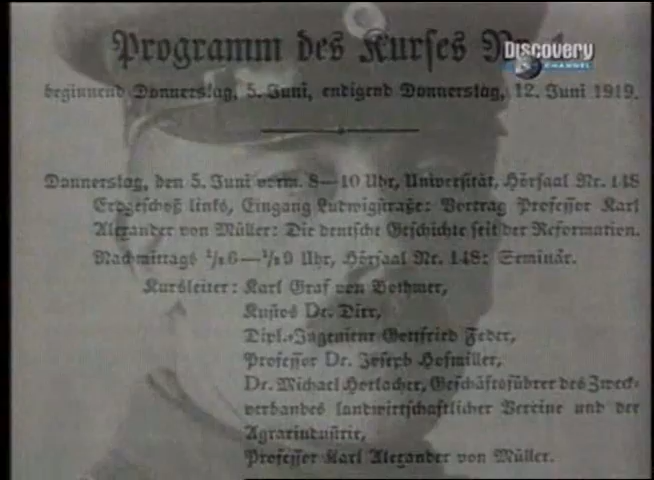 Programm des Kurses Nr. 1
Discovery
CHANNEL
beginnend Donnerstag, 5. Juni, endigend Donnerstag, 12. Juni 1919.
Donnerstag, den 5. Juni vorm. 8—10 Uhr, Universität, Hörsaal Nr. 148
Erdgeschoß links, Eingang Ludwigstraße: Vortrag Professor Karl
Alexander von Müller: Die deutsche Geschichte seit der Reformation.
Nachmittags ½6—½9 Uhr, Hörsaal Nr. 148: Seminar.
Kursleiter: Karl Graf von Bothmer,
Kustos Dr. Dirr,
Dipl.-Ingenieur Gottfried Feder,
Professor Dr. Joseph Hofmiller,
Dr. Michael Horlacher, Geschäftsführer des Zweck-
verbandes landwirtschaftlicher Vereine und der
Agrarindustrie,
Professor Karl Alexander von Müller.